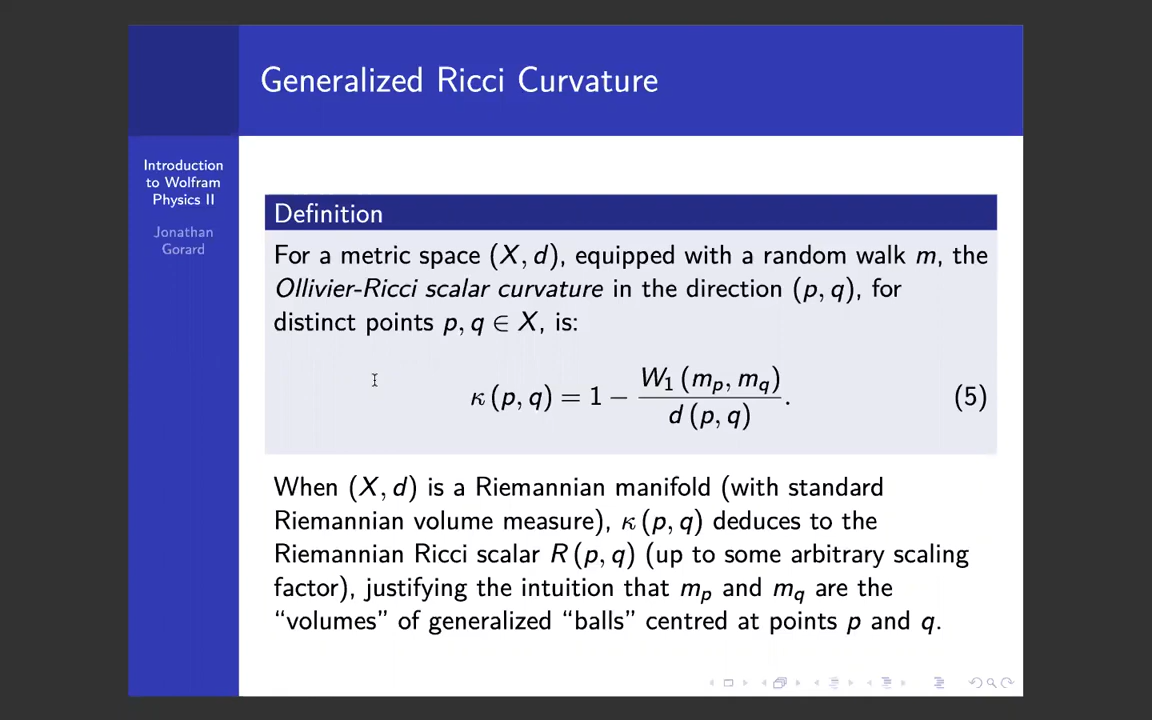 Generalized Ricci Curvature
Introduction
to Wolfram
Physics II
Jonathan
Gorard
Definition
For a metric space (X, d), equipped with a random walk m, the
Ollivier-Ricci scalar curvature in the direction (p, q), for
distinct points p, q ∈ X, is:
κ (p, q) = 1 − W₁ (mₚ, m_q) / d (p, q). (5)
When (X, d) is a Riemannian manifold (with standard
Riemannian volume measure), κ (p, q) deduces to the
Riemannian Ricci scalar R (p, q) (up to some arbitrary scaling
factor), justifying the intuition that mₚ and m_q are the
“volumes” of generalized “balls” centred at points p and q.